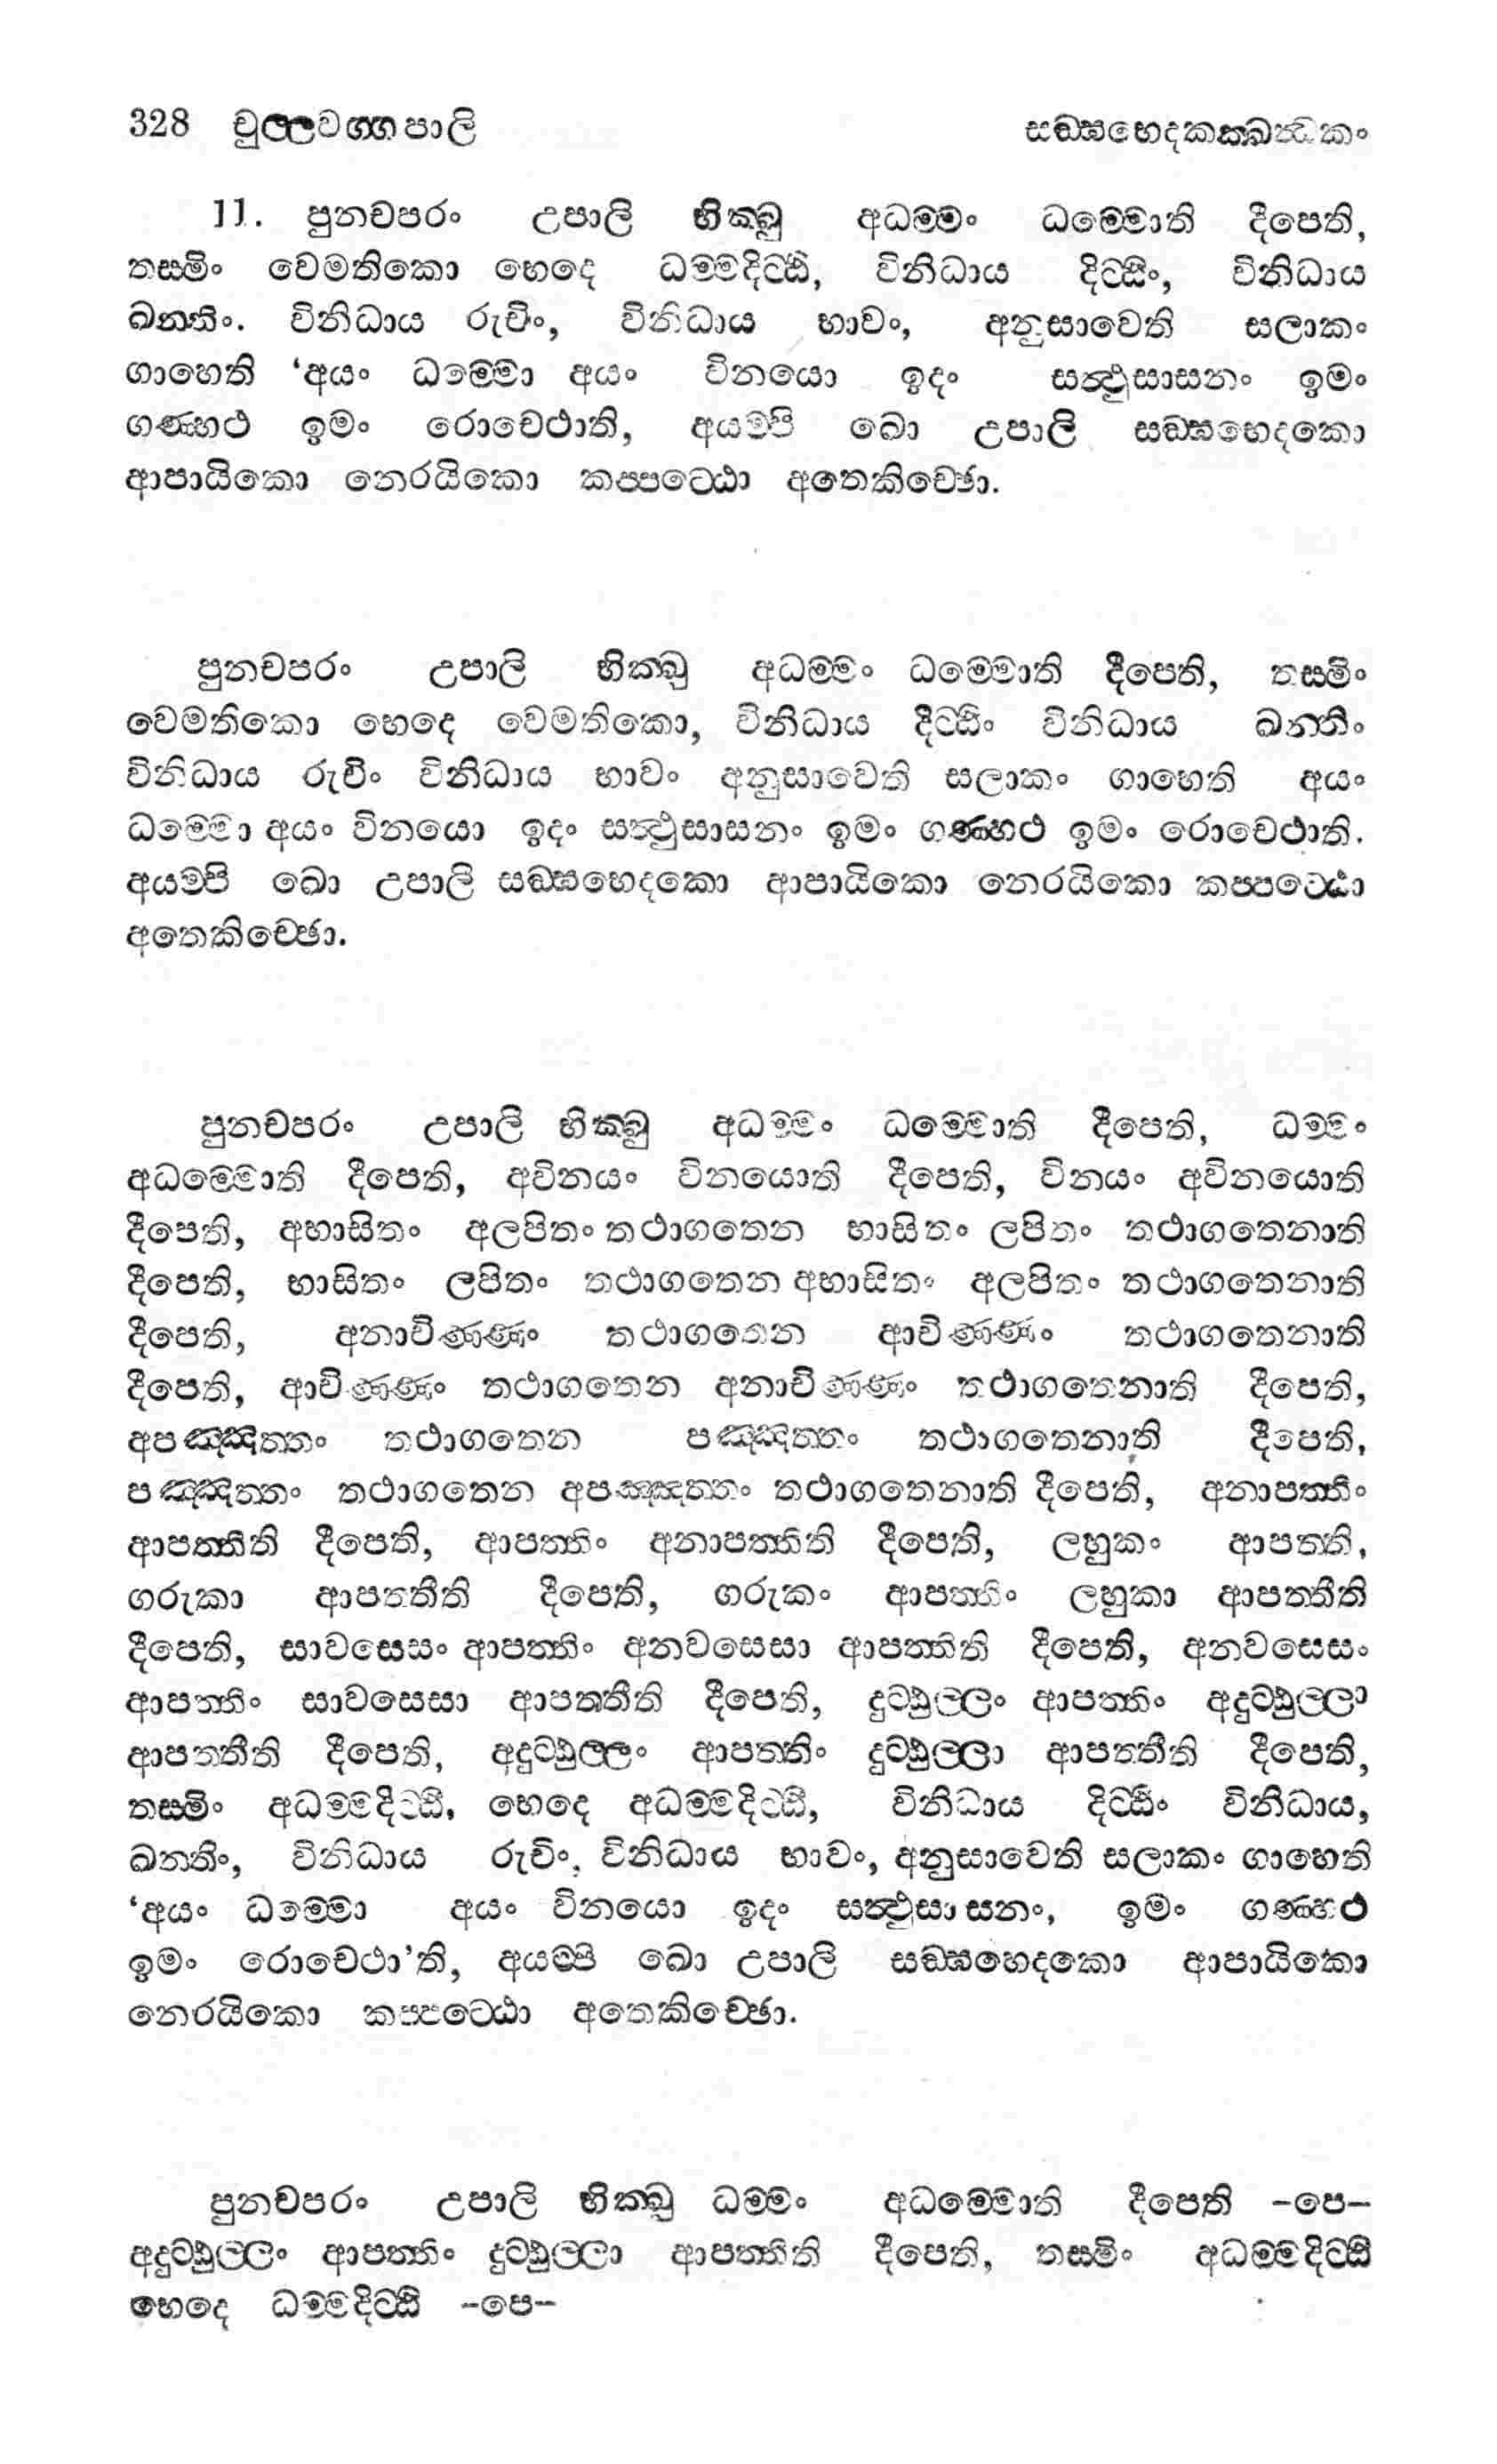 328 චුල්ලවග්ගපාලි සඞ්ඝභෙදකක්ඛන්ධකං
11. පුනචපරං උපාලි භික්ඛු අධම්මං ධම්මොති දීපෙති,
තස්මිං වෙමතිකො භෙදෙ ධම්මදිට්ඨි, විනිධාය දිට්ඨිං, විනිධාය
ඛන්තිං. විනිධාය රුචිං, විනිධාය භාවං, අනුසාවෙති සලාකං
ගාහෙති ‘අයං ධම්මො අයං විනයො ඉදං සත්ථුසාසනං ඉමං
ගණ්හථ ඉමං රොචෙථාති, අයම්පි ඛො උපාලි සඞ්ඝභෙදකො
ආපායිකො නෙරයිකො කප්පට්ඨො අතෙකිච්ඡො.
පුනචපරං උපාලි භික්ඛු අධම්මං ධම්මොති දීපෙති, තස්මිං
වෙමතිකො භෙදෙ වෙමතිකො, විනිධාය දිට්ඨිං විනිධාය ඛන්තිං
විනිධාය රුචිං විනිධාය භාවං අනුසාවෙති සලාකං ගාහෙති අයං
ධම්මො අයං විනයො ඉදං සත්ථුසාසනං ඉමං ගණ්හථ ඉමං රොචෙථාති.
අයම්පි ඛො උපාලි සඞ්ඝභෙදකො ආපායිකො නෙරයිකො කප්පට්ඨො
අතෙකිච්ඡො.
පුනචපරං උපාලි භික්ඛු අධම්මං ධම්මොති දීපෙති, ධම්මං
අධම්මොති දීපෙති, අවිනයං විනයොති දීපෙති, විනයං අවිනයොති
දීපෙති, අභාසිතං අලපිතං තථාගතෙන භාසිතං ලපිතං තථාගතෙනාති
දීපෙති, භාසිතං ලපිතං තථාගතෙන අභාසිතං අලපිතං තථාගතෙනාති
දීපෙති, අනාචිණ්ණං තථාගතෙන ආචිණ්ණං තථාගතෙනාති
දීපෙති, ආචිණ්ණං තථාගතෙන අනාචිණ්ණං තථාගතෙනාති දීපෙති,
අපඤ්ඤත්තං තථාගතෙන පඤ්ඤත්තං තථාගතෙනාති දීපෙති,
පඤ්ඤත්තං තථාගතෙන අපඤ්ඤත්තං තථාගතෙනාති දීපෙති, අනාපත්තිං
ආපත්තීති දීපෙති, ආපත්තිං අනාපත්තිති දීපෙති, ලහුකං ආපත්ති,
ගරුකා ආපත්තීති දීපෙති, ගරුකං ආපත්තිං ලහුකා ආපත්තීති
දීපෙති, සාවසෙසං ආපත්තිං අනවසෙසා ආපත්තිති දීපෙති, අනවසෙසං
ආපත්තිං සාවසෙසා ආපත්තීති දීපෙති, දුට්ඨුල්ලං ආපත්තිං අදුට්ඨුල්ලා
ආපත්තීති දීපෙති, අදුට්ඨුල්ලං ආපත්තිං දුට්ඨුල්ලා ආපත්තීති දීපෙති,
තස්මිං අධම්මදිට්ඨි, භෙදෙ අධම්මදිට්ඨි, විනිධාය දිට්ඨිං විනිධාය,
ඛන්තිං, විනිධාය රුචිං, විනිධාය භාවං, අනුසාවෙති සලාකං ගාහෙති
‘අයං ධම්මො අයං විනයො ඉදං සත්ථුසාසනං, ඉමං ගණ්හථ
ඉමං රොචෙථා’ති, අයම්පි ඛො උපාලි සඞ්ඝහෙදකො ආපායිකො
නෙරයිකො කප්පට්ඨො අතෙකිච්ඡො.
පුනචපරං උපාලි භික්ඛු ධම්මං අධම්මොති දීපෙති -පෙ-
අදුට්ඨුල්ලං ආපත්තිං දුට්ඨුල්ලා ආපත්තිති දීපෙති, තස්මිං අධම්මදිට්ඨි
භෙදෙ ධම්මදිට්ඨි -පෙ-